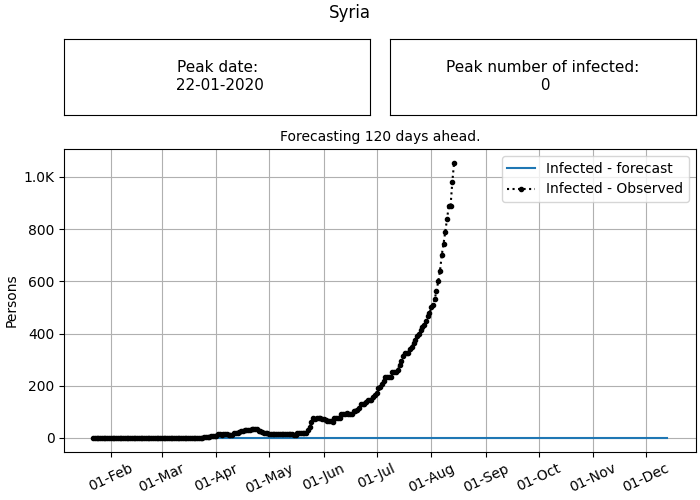 Syria
Peak date:
22-01-2020
Peak number of infected:
0
Forecasting 120 days ahead.
Infected - forecast
Infected - Observed
Persons
1.0K
800
600
400
200
0
01-Feb
01-Mar
01-Apr
01-May
01-Jun
01-Jul
01-Aug
01-Sep
01-Oct
01-Nov
01-Dec